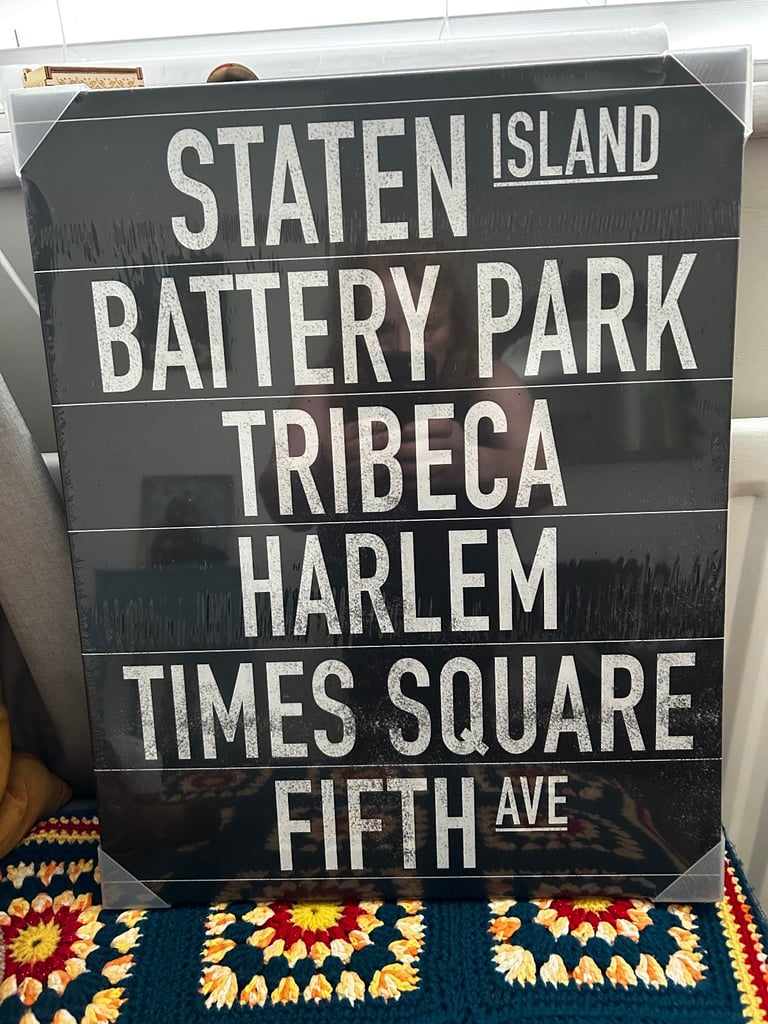 STATEN ISLAND
BATTERY PARK
TRIBECA
HARLEM
TIMES SQUARE
FIFTH AVE